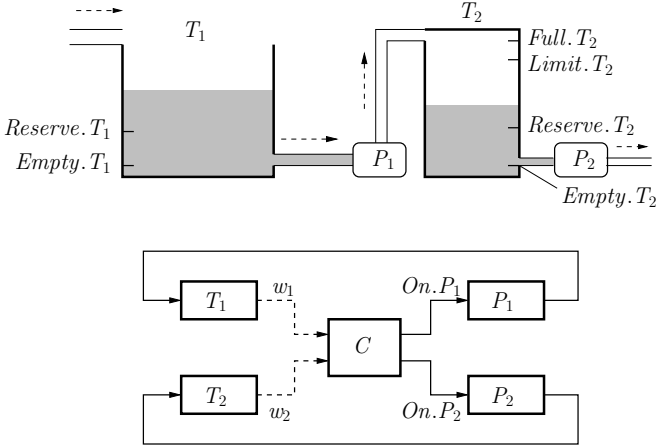 T₁
T₂
Full.T₂
Limit.T₂
Reserve.T₁
Reserve.T₂
Empty.T₁
P₁
P₂
Empty.T₂
T₁
w₁
On.P₁
P₁
C
T₂
w₂
On.P₂
P₂